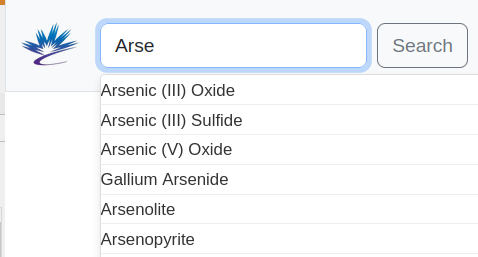 Arse
Search
Arsenic (III) Oxide
Arsenic (III) Sulfide
Arsenic (V) Oxide
Gallium Arsenide
Arsenolite
Arsenopyrite